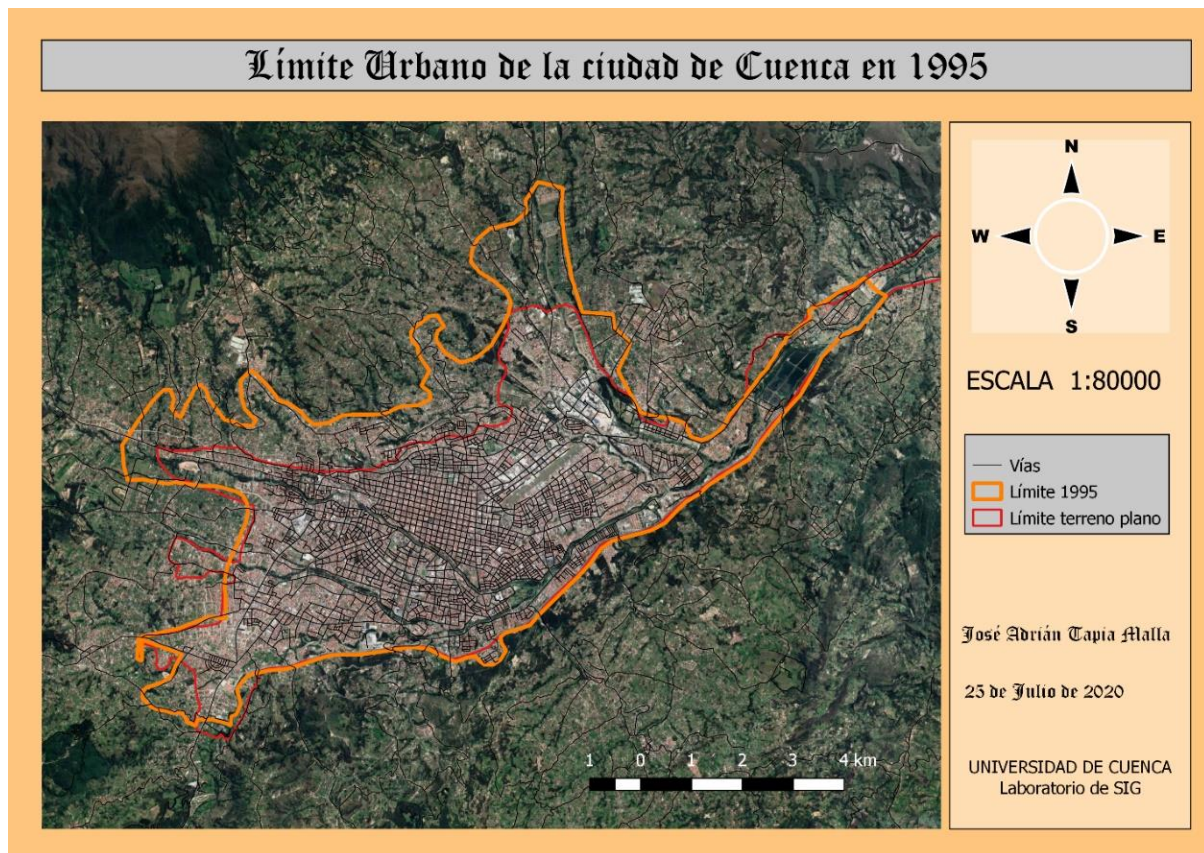 Límite Urbano de la ciudad de Cuenca en 1995
N
W E
S
ESCALA 1:80000
Vías
Límite 1995
Límite terreno plano
José Adrián Tapia Malla
25 de Julio de 2020
UNIVERSIDAD DE CUENCA
Laboratorio de SIG
1 0 1 2 3 4 km